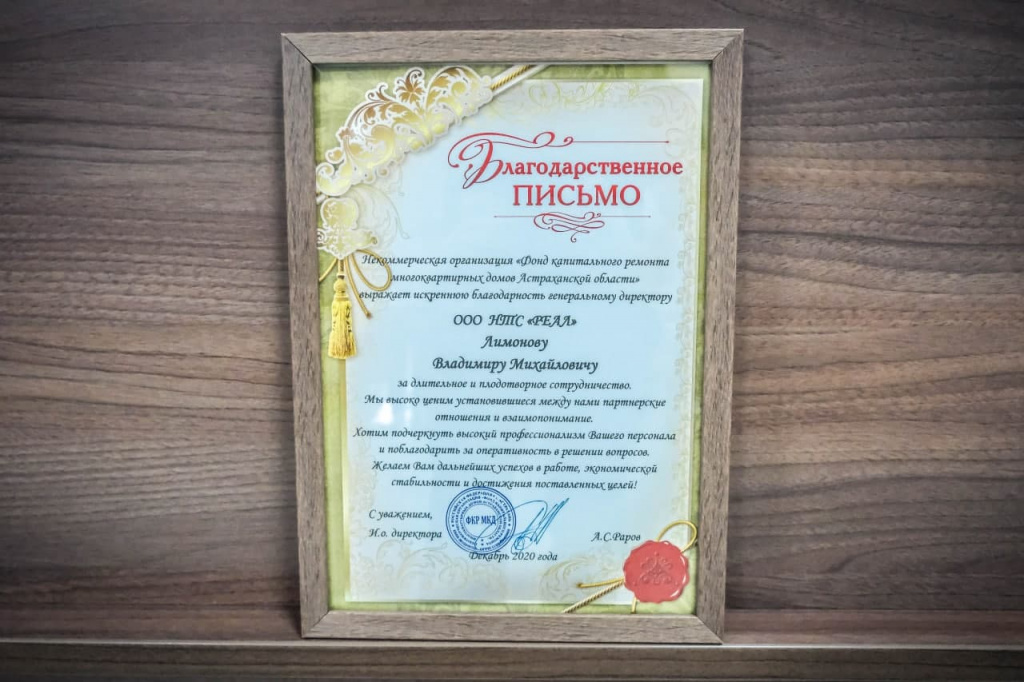 Благодарственное
ПИСЬМО
Некоммерческая организация «Фонд капитального ремонта
многоквартирных домов Астраханской области»
выражает искреннюю благодарность генеральному директору
ООО НТС «РЕАЛ»
Лимонову
Владимиру Михайловичу
за длительное и плодотворное сотрудничество.
Мы высоко ценим установившиеся между нами партнерские
отношения и взаимопонимание.
Хотим подчеркнуть высокий профессионализм Вашего персонала
и поблагодарить за оперативность в решении вопросов.
Желаем Вам дальнейших успехов в работе, экономической
стабильности и достижения поставленных целей!
С уважением,
И.о. директора
ФКР МКД
А.С.Раров
Декабрь 2020 года